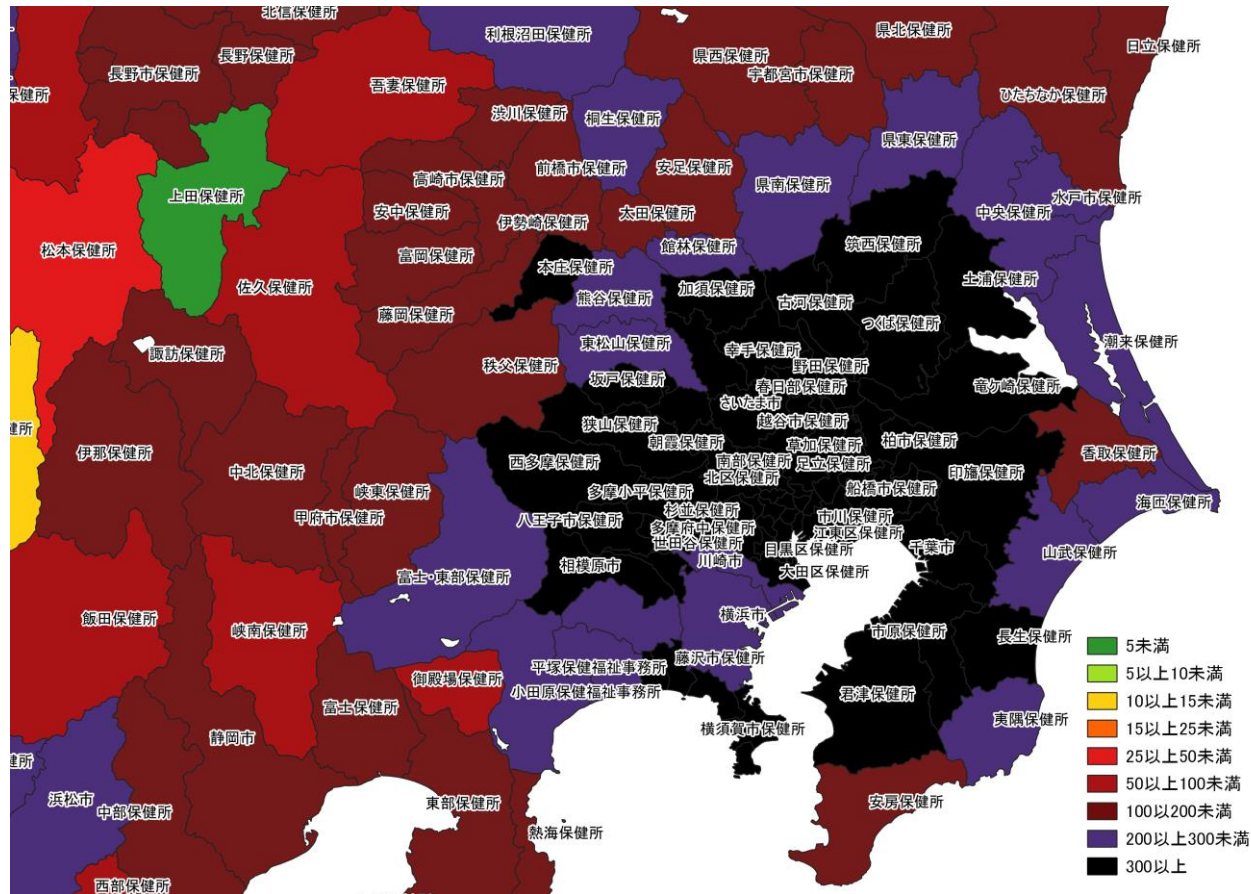 北信保健所
利根沼田保健所
県西保健所
県北保健所
日立保健所
長野保健所
長野市保健所
宇都宮市保健所
吾妻保健所
ひたちなか保健所
保健所
渋川保健所
桐生保健所
県東保健所
前橋市保健所
安足保健所
高崎市保健所
県南保健所
上田保健所
水戸市保健所
安中保健所
伊勢崎保健所
太田保健所
中央保健所
松本保健所
富岡保健所
館林保健所
筑西保健所
本庄保健所
土浦保健所
佐久保健所
熊谷保健所
加須保健所
古河保健所
藤岡保健所
つくば保健所
潮来保健所
東松山保健所
諏訪保健所
幸手保健所
秩父保健所
野田保健所
坂戸保健所
春日部保健所
竜ケ崎保健所
さいたま市
狭山保健所
越谷市保健所
健所
朝霞保健所
草加保健所
柏市保健所
伊那保健所
香取保健所
西多摩保健所
南部保健所
足立保健所
中北保健所
峡東保健所
北区保健所
印旛保健所
多摩小平保健所
船橋市保健所
海匝保健所
甲府市保健所
八王子市保健所
杉並保健所
市川保健所
多摩府中保健所
江東区保健所
世田谷保健所
目黒区保健所
千葉市
山武保健所
相模原市
川崎市
大田区保健所
富士・東部保健所
飯田保健所
横浜市
峡南保健所
市原保健所
長生保健所
5未満
藤沢市保健所
平塚保健福祉事務所
5以上10未満
御殿場保健所
小田原保健福祉事務所
君津保健所
10以上15未満
富士保健所
夷隅保健所
横須賀市保健所
15以上25未満
静岡市
健所
25以上50未満
浜松市
50以上100未満
中部保健所
東部保健所
安房保健所
100以200未満
熱海保健所
200以上300未満
西部保健所
300以上